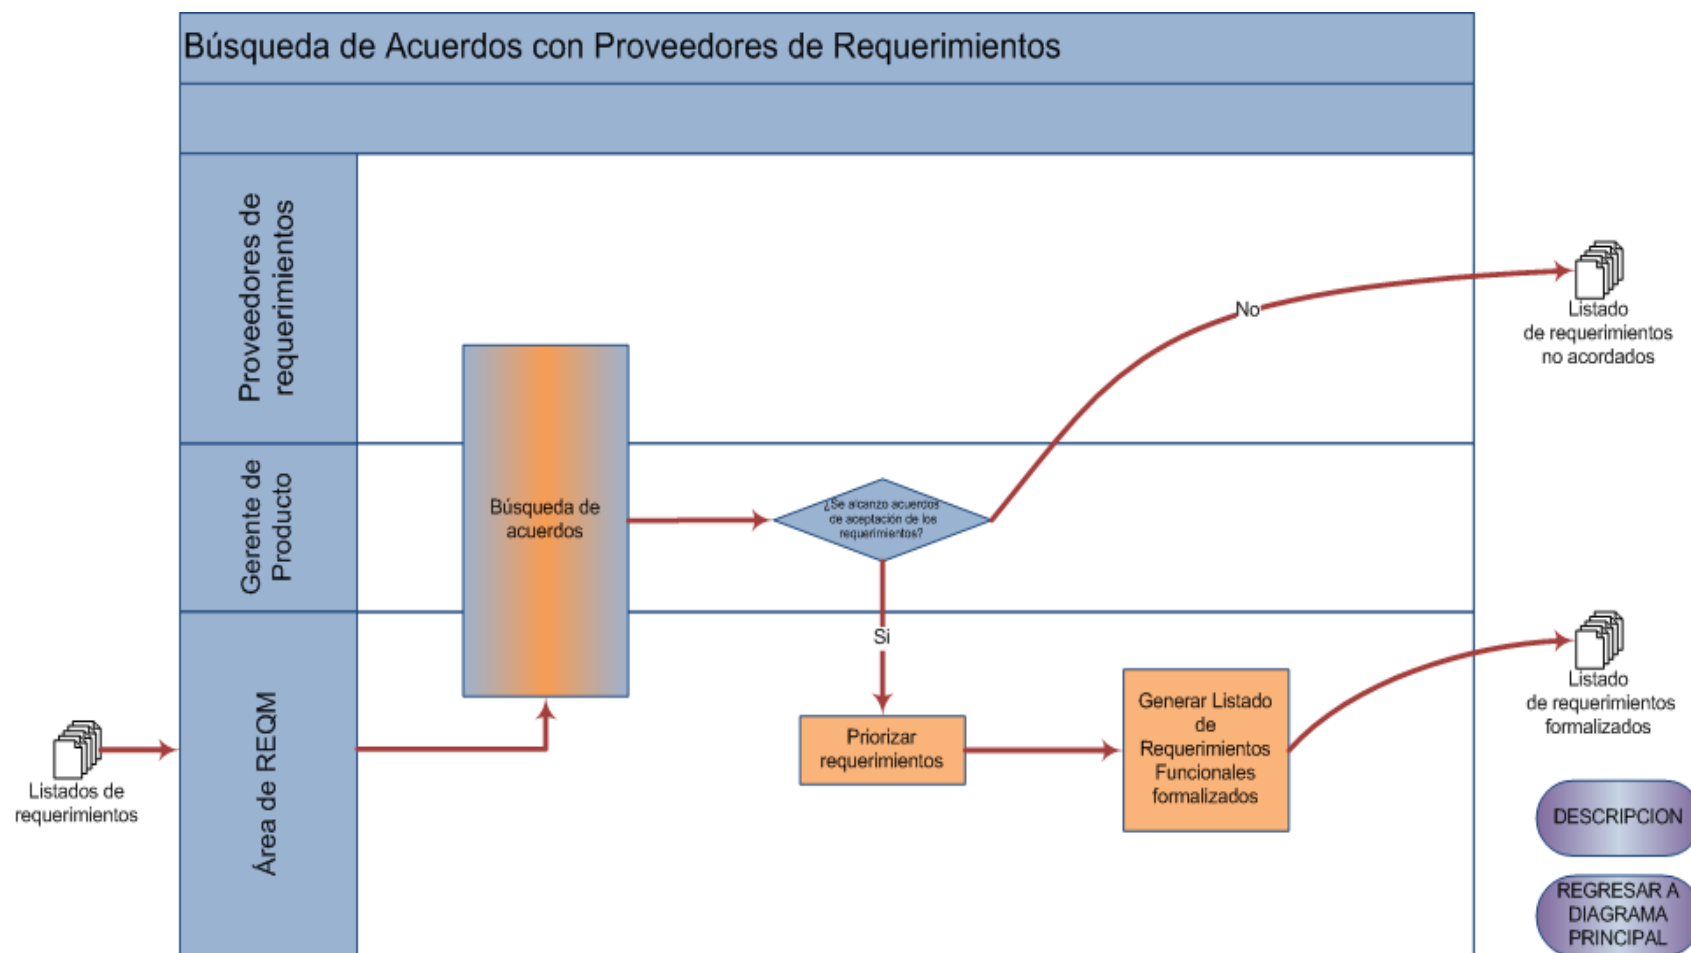 Búsqueda de Acuerdos con Proveedores de Requerimientos
Proveedores de
requerimientos
No
Listado
de requerimientos
no acordados
Gerente de
Producto
Búsqueda de
acuerdos
¿Se alcanzo acuerdos
de aceptación de los
requerimientos?
Si
Área de REQM
Listados de
requerimientos
Priorizar
requerimientos
Generar Listado
de
Requerimientos
Funcionales
formalizados
Listado
de requerimientos
formalizados
DESCRIPCION
REGRESAR A
DIAGRAMA
PRINCIPAL